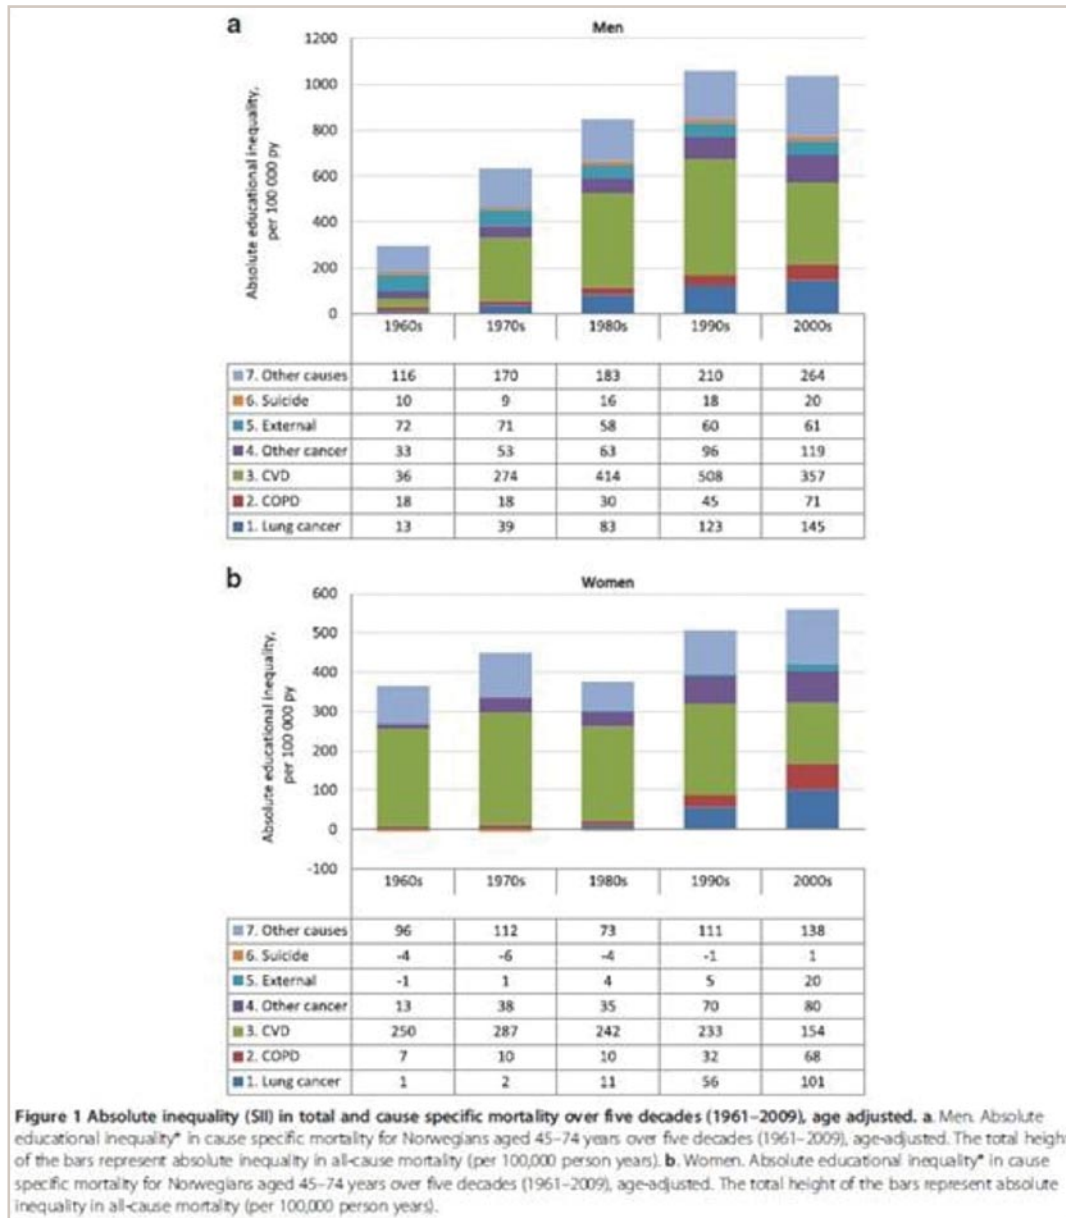 a
Men
1200
1000
800
600
400
200
0
Absolute educational inequality,
per 100 000 py
1960s 1970s 1980s 1990s 2000s
7. Other causes 116 170 183 210 264
6. Suicide 10 9 16 18 20
5. External 72 71 58 60 61
4. Other cancer 33 53 63 96 119
3. CVD 36 274 414 508 357
2. COPD 18 18 30 45 71
1. Lung cancer 13 39 83 123 145
b
Women
600
500
400
300
200
100
0
-100
Absolute educational inequality,
per 100 000 py
1960s 1970s 1980s 1990s 2000s
7. Other causes 96 112 73 111 138
6. Suicide -4 -6 -4 -1 1
5. External -1 1 4 5 20
4. Other cancer 13 38 35 70 80
3. CVD 250 287 242 233 154
2. COPD 7 10 10 32 68
1. Lung cancer 1 2 11 56 101
Figure 1 Absolute inequality (SII) in total and cause specific mortality over five decades (1961–2009), age adjusted. a. Men. Absolute
educational inequality* in cause specific mortality for Norwegians aged 45–74 years over five decades (1961–2009), age-adjusted. The total heigh
of the bars represent absolute inequality in all-cause mortality (per 100,000 person years). b. Women. Absolute educational inequality* in cause
specific mortality for Norwegians aged 45–74 years over five decades (1961–2009), age-adjusted. The total height of the bars represent absolute
inequality in all-cause mortality (per 100,000 person years).